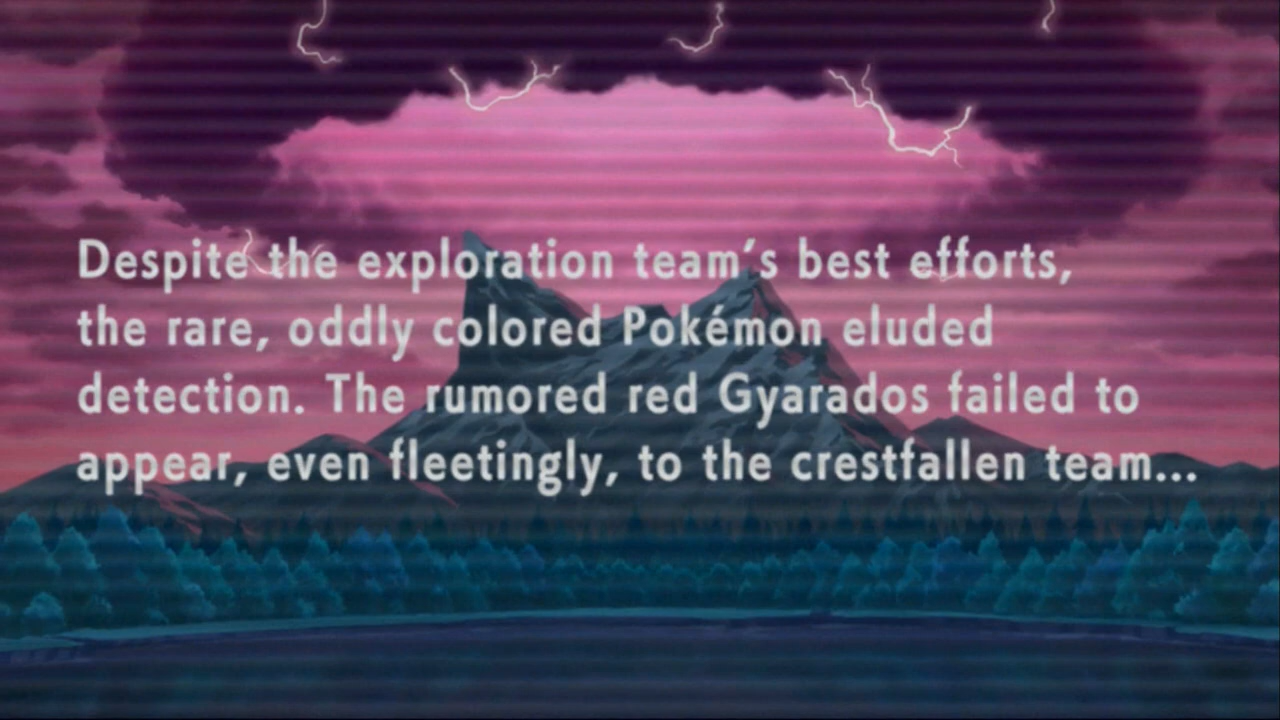 Despite the exploration team's best efforts,
the rare, oddly colored Pokémon eluded
detection. The rumored red Gyarados failed to
appear, even fleetingly, to the crestfallen team...